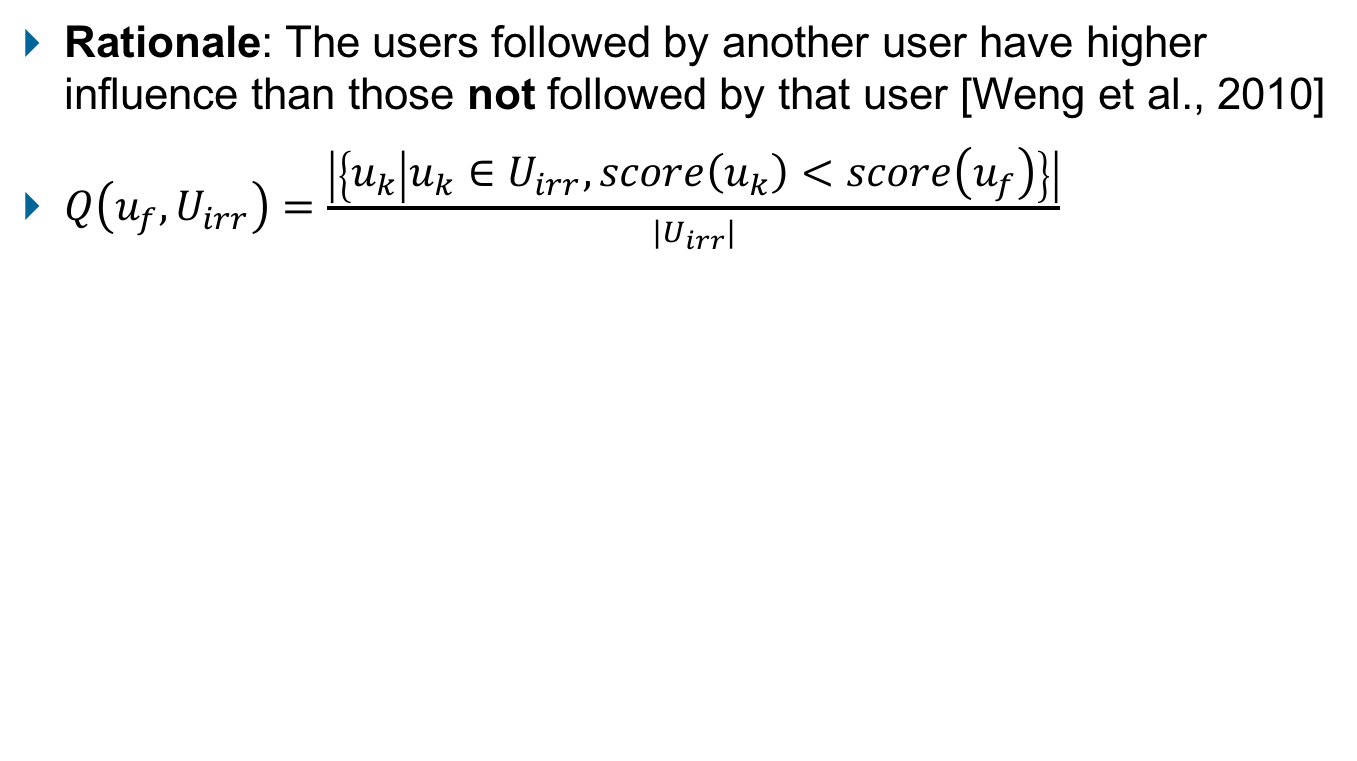 Rationale: The users followed by another user have higher
influence than those not followed by that user [Weng et al., 2010]
Q(u_f, U_irr) = |{u_k|u_k ∈ U_irr, score(u_k) < score(u_f)}| / |U_irr|